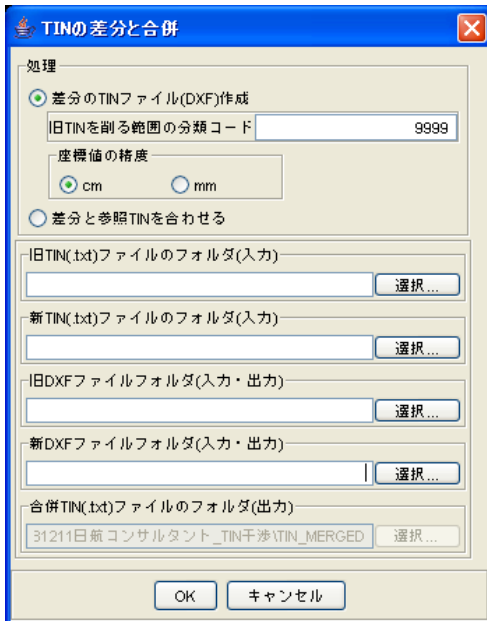 TINの差分と合併
処理
差分のTINファイル(DXF)作成
旧TINを削る範囲の分類コード 9999
座標値の精度
cm mm
差分と参照TINを合わせる
旧TIN(.txt)ファイルのフォルダ(入力)
選択...
新TIN(.txt)ファイルのフォルダ(入力)
選択...
旧DXFファイルフォルダ(入力・出力)
選択...
新DXFファイルフォルダ(入力・出力)
選択...
合併TIN(.txt)ファイルのフォルダ(出力)
31211日航コンサルタント_TIN干渉\TIN_MERGED 選択...
OK キャンセル